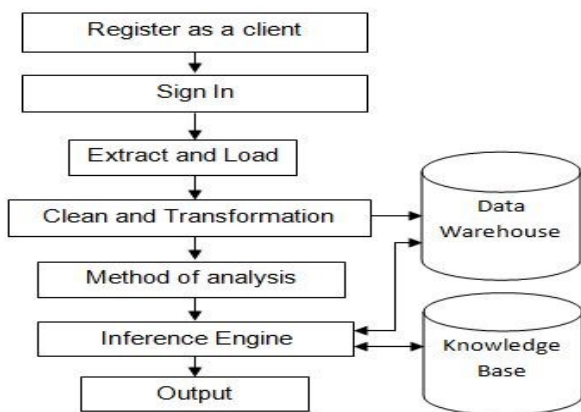 Register as a client
Sign In
Extract and Load
Clean and Transformation
Data
Warehouse
Method of analysis
Inference Engine
Knowledge
Base
Output